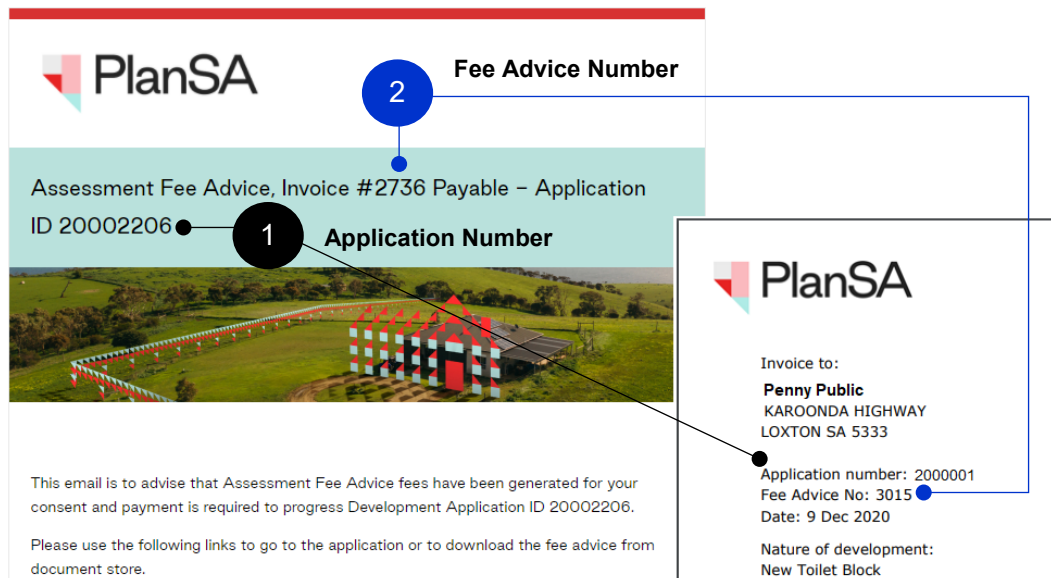 PlanSA
Fee Advice Number
2
Assessment Fee Advice, Invoice #2736 Payable – Application
ID 20002206
1
Application Number
This email is to advise that Assessment Fee Advice fees have been generated for your
consent and payment is required to progress Development Application ID 20002206.
Please use the following links to go to the application or to download the fee advice from
document store.
PlanSA
Invoice to:
Penny Public
KAROONDA HIGHWAY
LOXTON SA 5333
Application number: 2000001
Fee Advice No: 3015
Date: 9 Dec 2020
Nature of development:
New Toilet Block